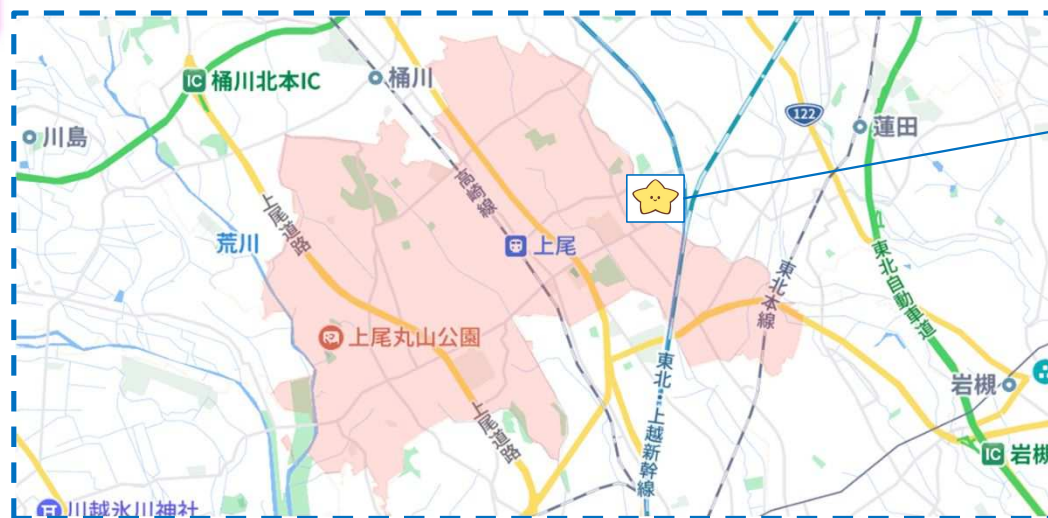 IC 桶川北本IC
桶川
川島
122
蓮田
高崎線
上尾道路
荒川
上尾
東北本線
東北自動車道
上尾丸山公園
東北・上越新幹線
岩槻
上尾道路
IC 岩槻
川越氷川神社